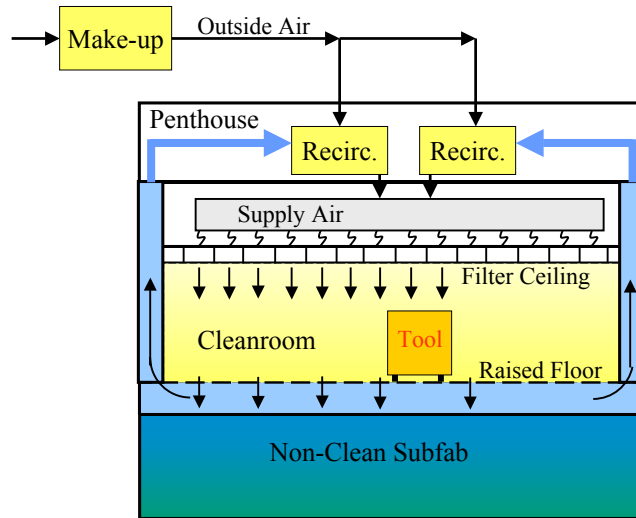 Make-up
Outside Air
Penthouse
Recirc.
Recirc.
Supply Air
Filter Ceiling
Cleanroom
Tool
Raised Floor
Non-Clean Subfab